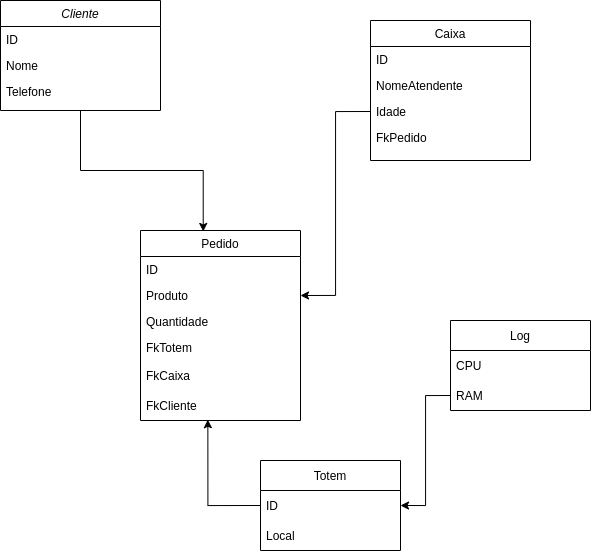 Cliente
ID
Nome
Telefone
Caixa
ID
NomeAtendente
Idade
FkPedido
Pedido
ID
Produto
Quantidade
FkTotem
FkCaixa
FkCliente
Log
CPU
RAM
Totem
ID
Local